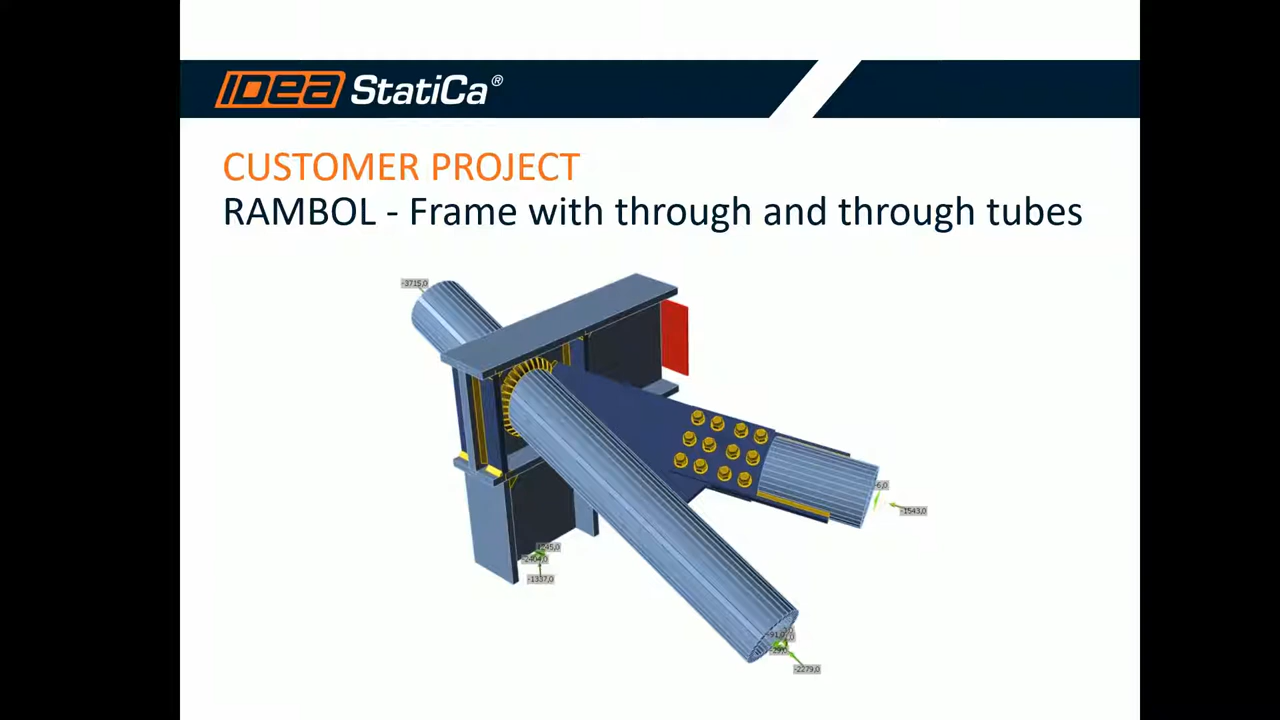 IDEA StatiCa®
CUSTOMER PROJECT
RAMBOL - Frame with through and through tubes
-3715,0
-1543,0
-1337,0
-2279,0